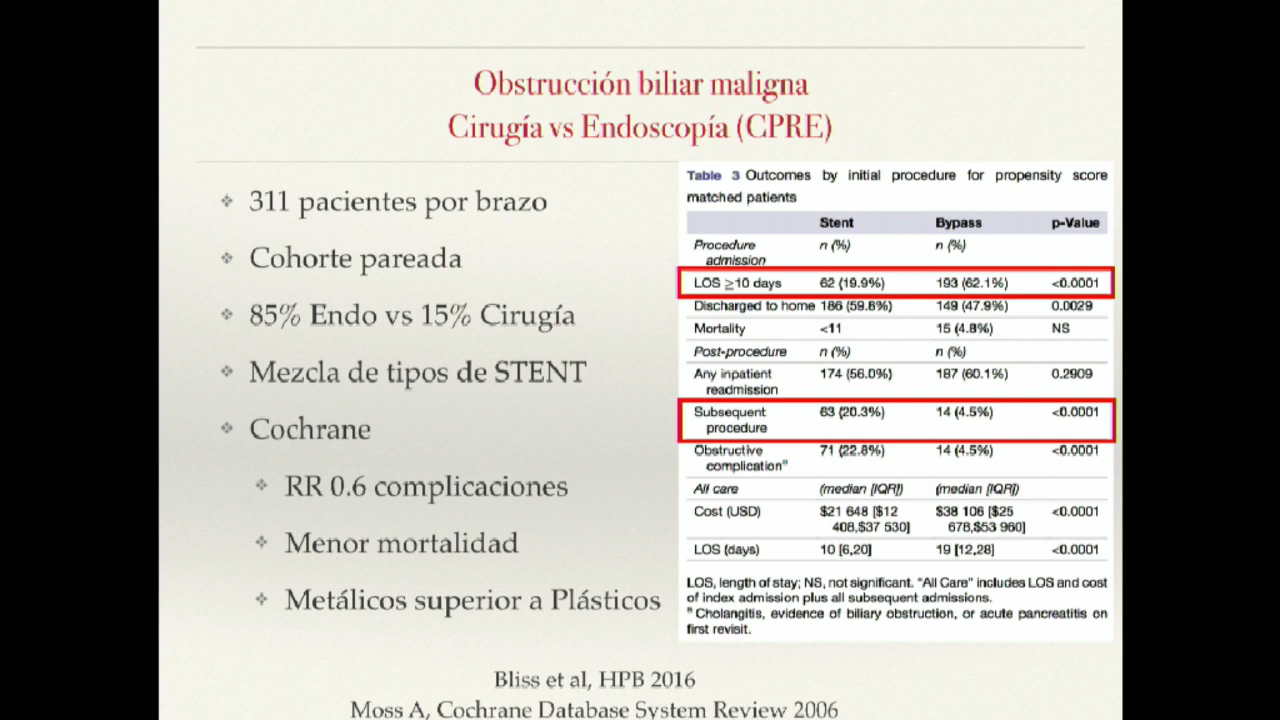 Obstrucción biliar maligna
Cirugía vs Endoscopía (CPRE)
❖ 311 pacientes por brazo
❖ Cohorte pareada
❖ 85% Endo vs 15% Cirugía
❖ Mezcla de tipos de STENT
❖ Cochrane
❖ RR 0.6 complicaciones
❖ Menor mortalidad
❖ Metálicos superior a Plásticos
Table 3 Outcomes by initial procedure for propensity score
matched patients
Stent Bypass p-Value
Procedure n (%) n (%)
admission
LOS ≥10 days 62 (19.9%) 193 (62.1%) <0.0001
Discharged to home 186 (59.8%) 149 (47.9%) 0.0029
Mortality <11 15 (4.8%) NS
Post-procedure n (%) n (%)
Any inpatient 174 (56.0%) 187 (60.1%) 0.2909
readmission
Subsequent 63 (20.3%) 14 (4.5%) <0.0001
procedure
Obstructive 71 (22.8%) 14 (4.5%) <0.0001
complicationª
All care (median [IQR]) (median [IQR])
Cost (USD) $21 648 [$12 $38 106 [$25 <0.0001
408,$37 530] 678,$53 960]
LOS (days) 10 [6,20] 19 [12,28] <0.0001
LOS, length of stay; NS, not significant. "All Care" includes LOS and cost
of index admission plus all subsequent admissions.
ª Cholangitis, evidence of biliary obstruction, or acute pancreatitis on
first revisit.
Bliss et al, HPB 2016
Moss A, Cochrane Database System Review 2006